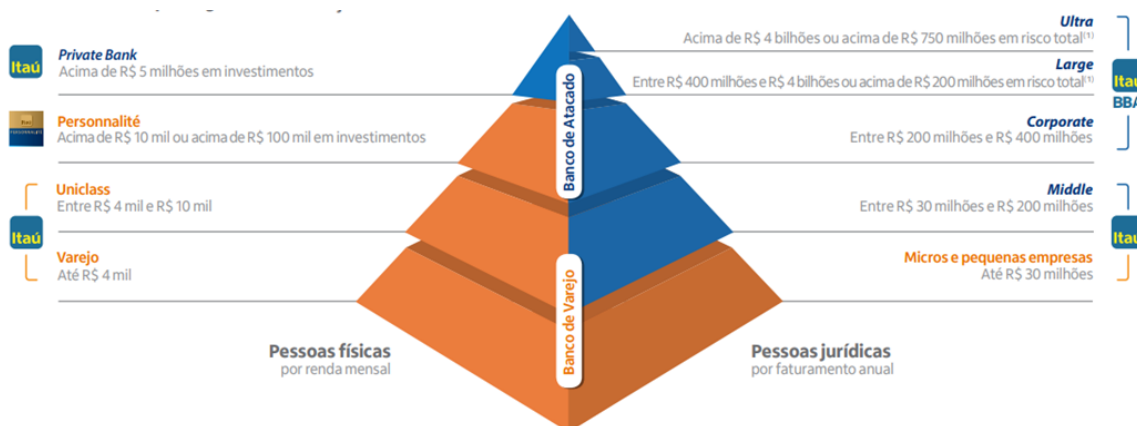 Itaú
Private Bank
Acima de R$ 5 milhões em investimentos
Personnalité
Acima de R$ 10 mil ou acima de R$ 100 mil em investimentos
Itaú
Uniclass
Entre R$ 4 mil e R$ 10 mil
Varejo
Até R$ 4 mil
Pessoas físicas
por renda mensal
Banco de Atacado
Banco de Varejo
Ultra
Acima de R$ 4 bilhões ou acima de R$ 750 milhões em risco total⁽¹⁾
Large
Entre R$ 400 milhões e R$ 4 bilhões ou acima de R$ 200 milhões em risco total⁽¹⁾
Itaú
BBA
Corporate
Entre R$ 200 milhões e R$ 400 milhões
Middle
Entre R$ 30 milhões e R$ 200 milhões
Itaú
Micros e pequenas empresas
Até R$ 30 milhões
Pessoas jurídicas
por faturamento anual